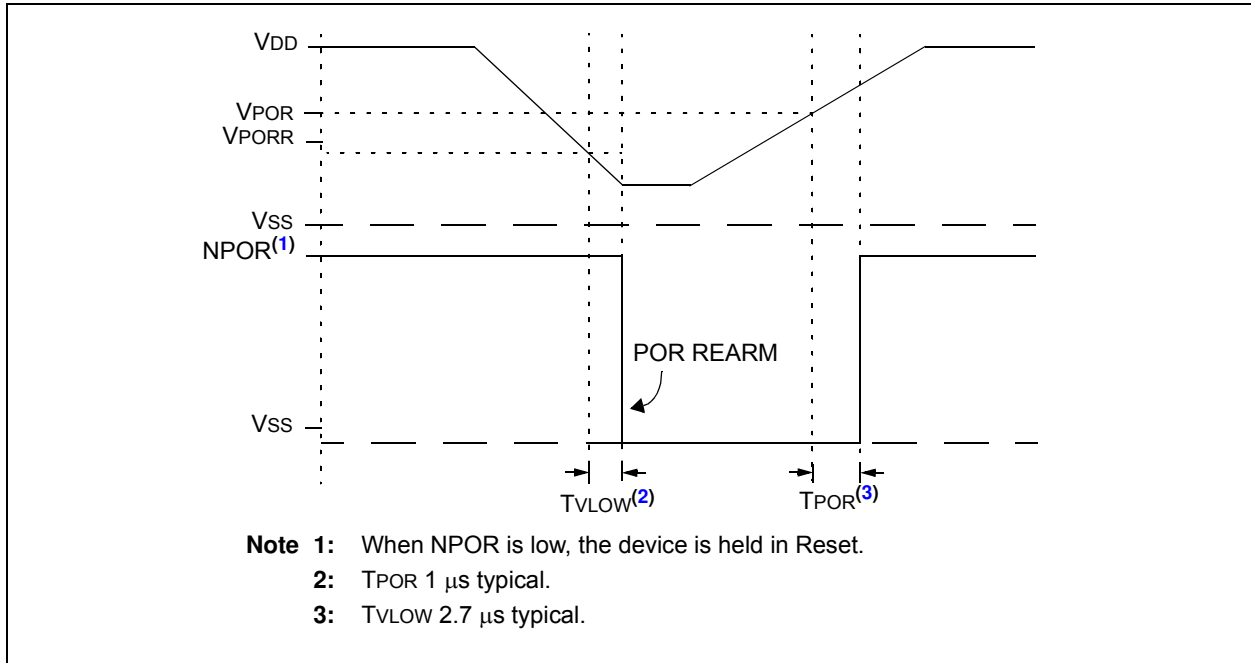 VDD
VPOR
VPORR
VSS
NPOR(1)
POR REARM
VSS
TVLOW(2)
TPOR(3)
Note 1: When NPOR is low, the device is held in Reset.
2: TPOR 1 μs typical.
3: TVLOW 2.7 μs typical.